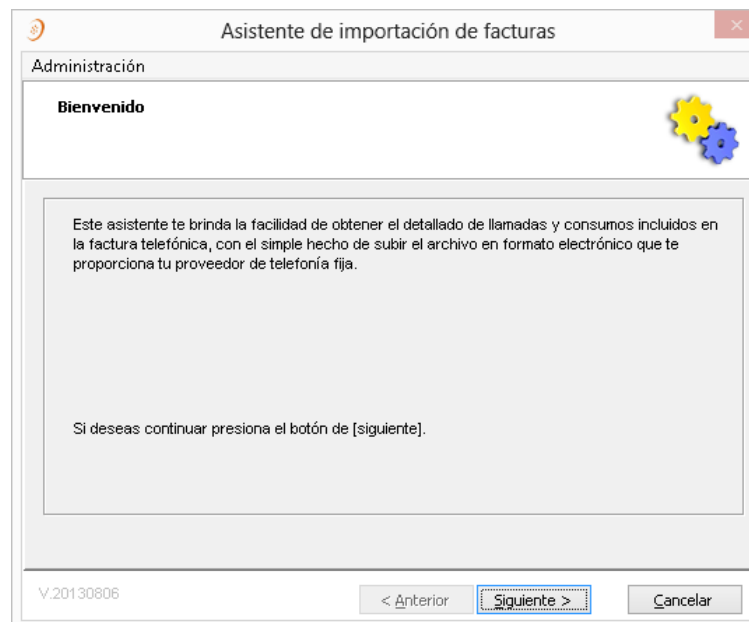 Asistente de importación de facturas
Administración
Bienvenido
Este asistente te brinda la facilidad de obtener el detallado de llamadas y consumos incluidos en
la factura telefónica, con el simple hecho de subir el archivo en formato electrónico que te
proporciona tu proveedor de telefonía fija.
Si deseas continuar presiona el botón de [siguiente].
V.20130806
< Anterior
Siguiente >
Cancelar